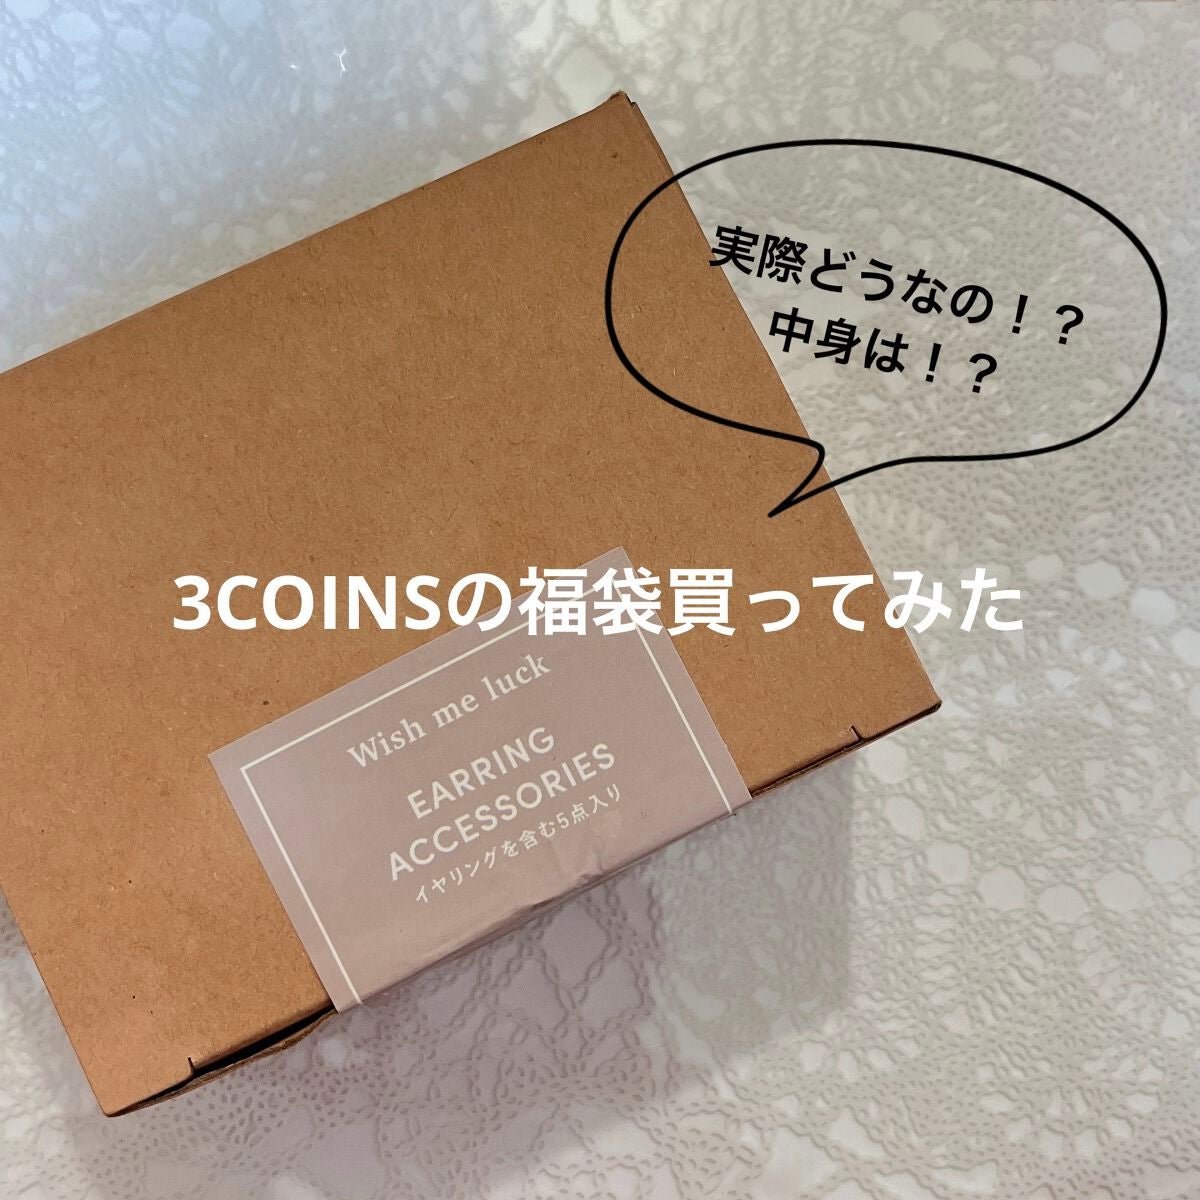 実際どうなの！？
中身は！？
3COINSの福袋買ってみた
Wish me luck
EARRING
ACCESSORIES
イヤリングを含む5点入り